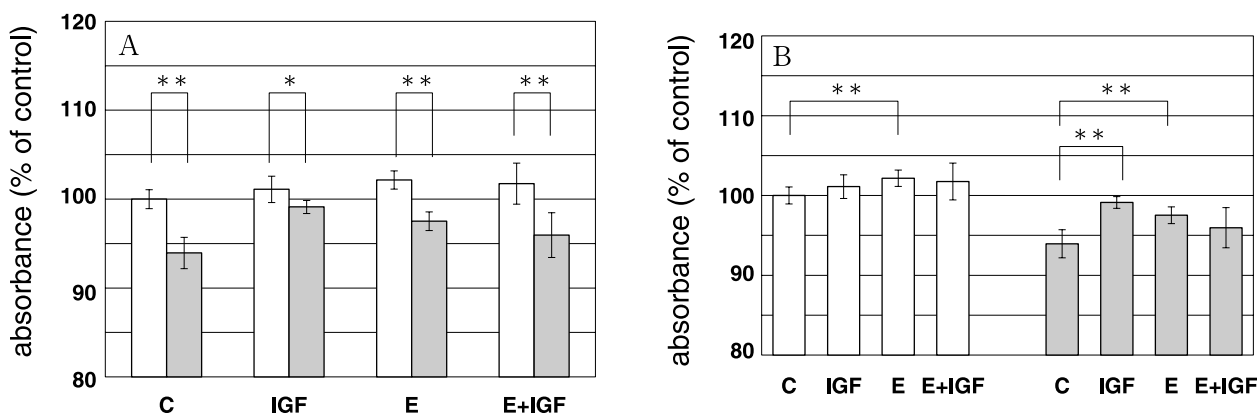 A
absorbance (% of control)
120
110
100
90
80
** * ** **
C IGF E E+IGF
B
absorbance (% of control)
120
110
100
90
80
** **
**
C IGF E E+IGF C IGF E E+IGF